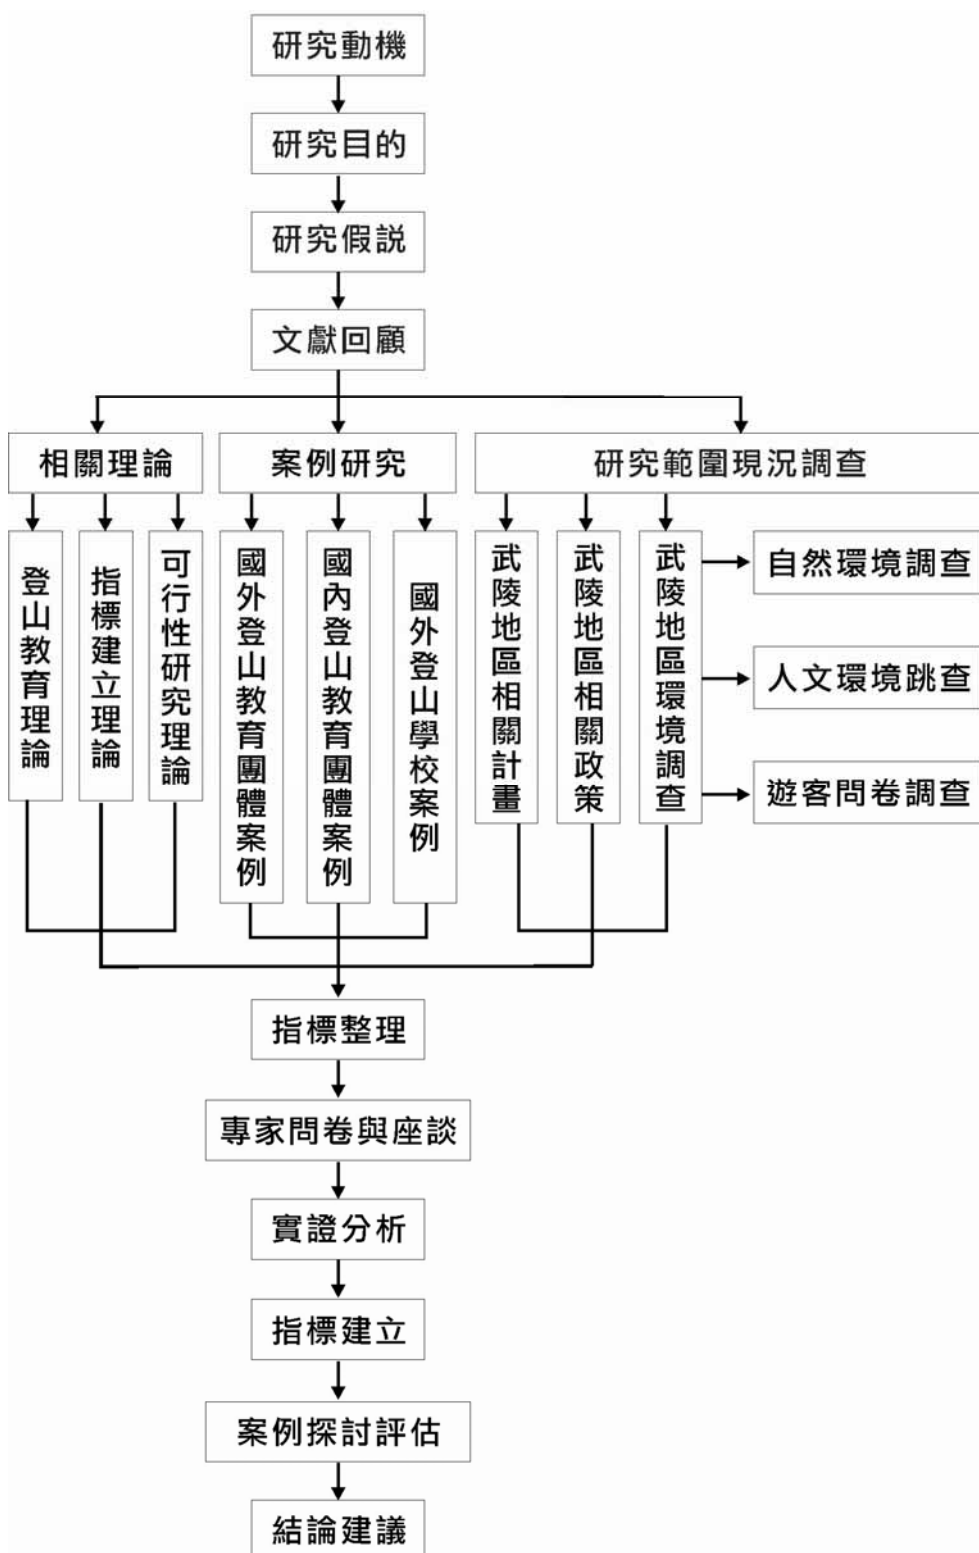 研究動機
研究目的
研究假說
文獻回顧
相關理論
案例研究
研究範圍現況調查
登山教育理論
指標建立理論
可行性研究理論
國外登山教育團體案例
國內登山教育團體案例
國外登山學校案例
武陵地區相關計畫
武陵地區相關政策
武陵地區環境調查
自然環境調查
人文環境跳查
遊客問卷調查
指標整理
專家問卷與座談
實證分析
指標建立
案例探討評估
結論建議